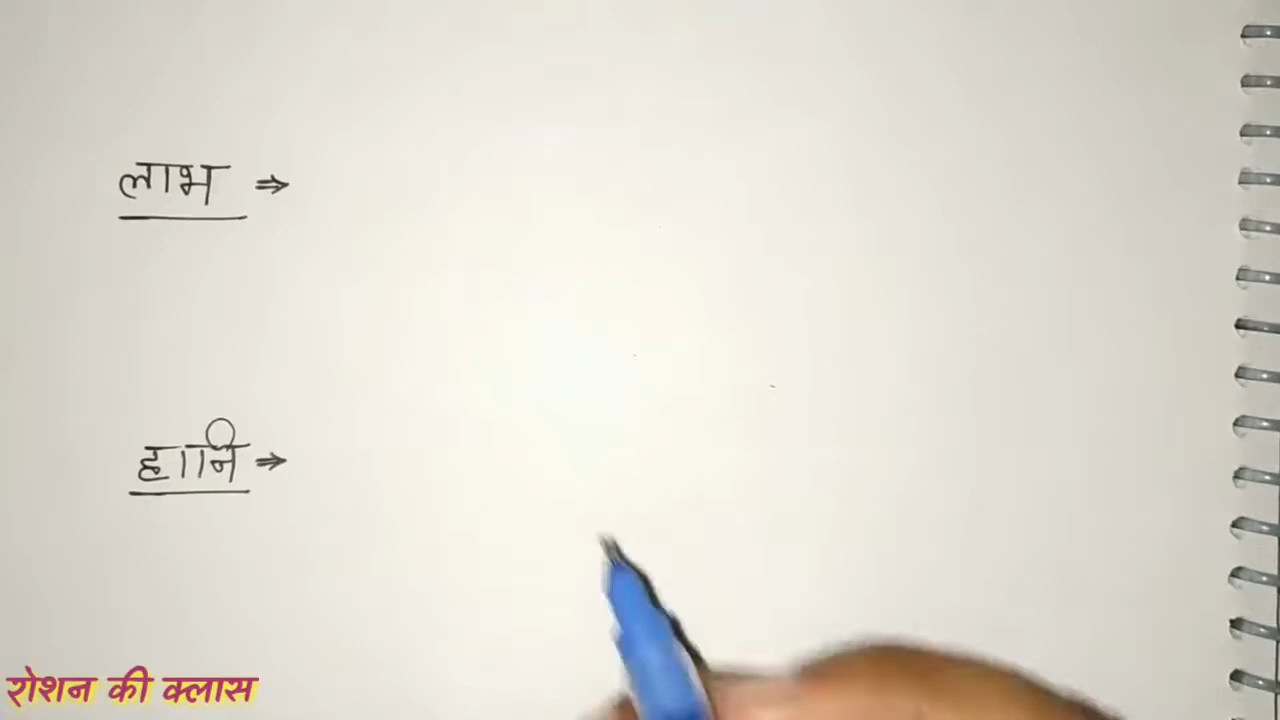 लाभ ⇒
हानि ⇒
रोशन की क्लास